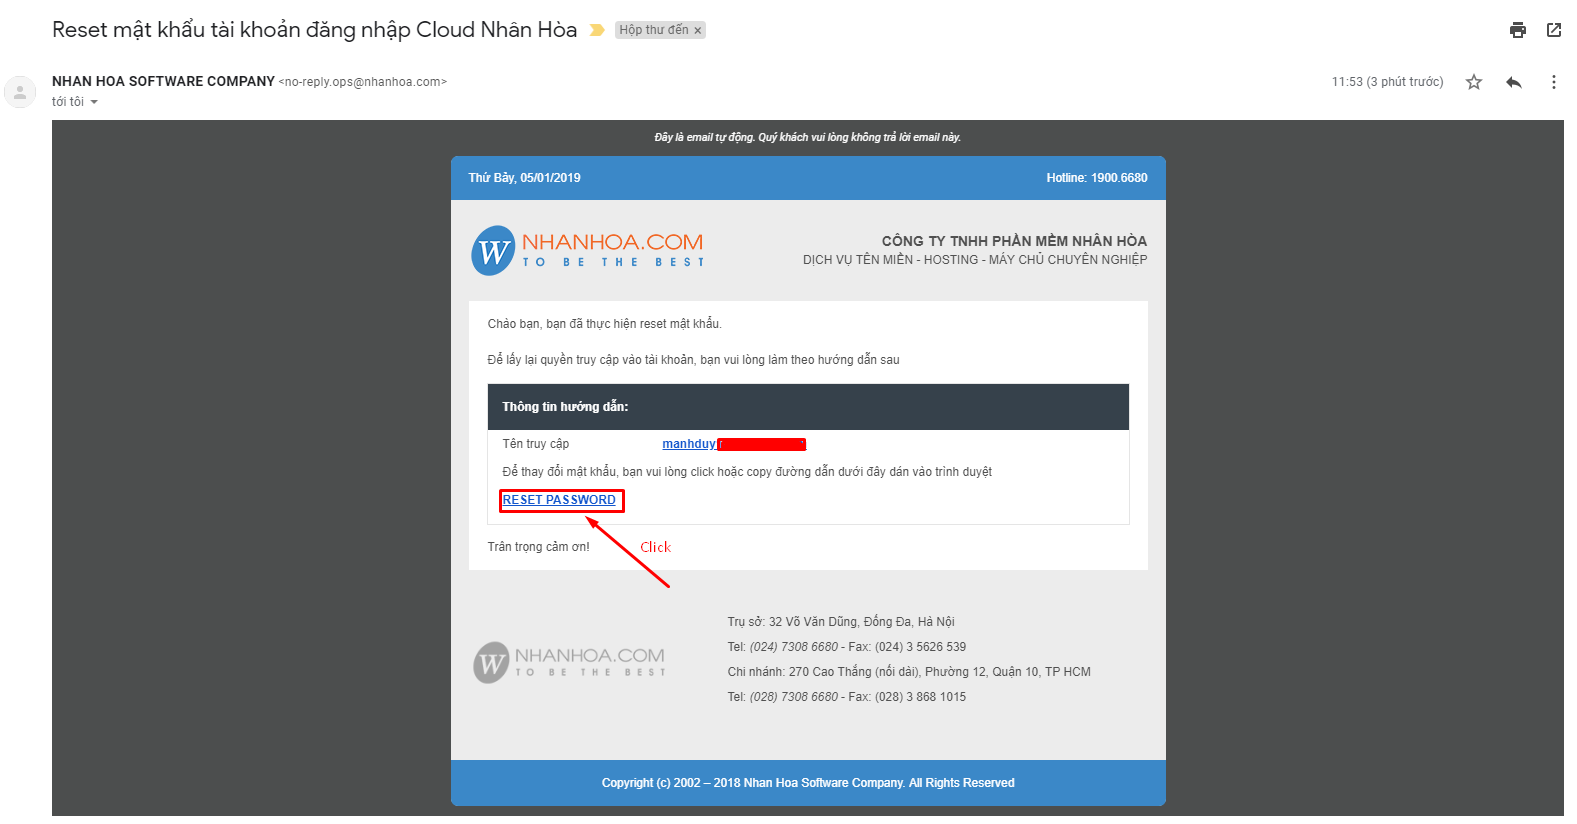 Reset mật khẩu tài khoản đăng nhập Cloud Nhân Hòa
Hộp thư đến ×
NHAN HOA SOFTWARE COMPANY <no-reply.ops@nhanhoa.com>
11:53 (3 phút trước)
tới tôi
Đây là email tự động. Quý khách vui lòng không trả lời email này.
Thứ Bảy, 05/01/2019
Hotline: 1900.6680
W NHANHOA.COM
TO BE THE BEST
CÔNG TY TNHH PHẦN MỀM NHÂN HÒA
DỊCH VỤ TÊN MIỀN - HOSTING - MÁY CHỦ CHUYÊN NGHIỆP
Chào bạn, bạn đã thực hiện reset mật khẩu.
Để lấy lại quyền truy cập vào tài khoản, bạn vui lòng làm theo hướng dẫn sau
Thông tin hướng dẫn:
Tên truy cập manhduy
Để thay đổi mật khẩu, bạn vui lòng click hoặc copy đường dẫn dưới đây dán vào trình duyệt
RESET PASSWORD
Trân trọng cảm ơn!
Click
Trụ sở: 32 Võ Văn Dũng, Đống Đa, Hà Nội
Tel: (024) 7308 6680 - Fax: (024) 3 5626 539
Chi nhánh: 270 Cao Thắng (nối dài), Phường 12, Quận 10, TP HCM
Tel: (028) 7308 6680 - Fax: (028) 3 868 1015
W NHANHOA.COM
TO BE THE BEST
Copyright (c) 2002 – 2018 Nhan Hoa Software Company. All Rights Reserved